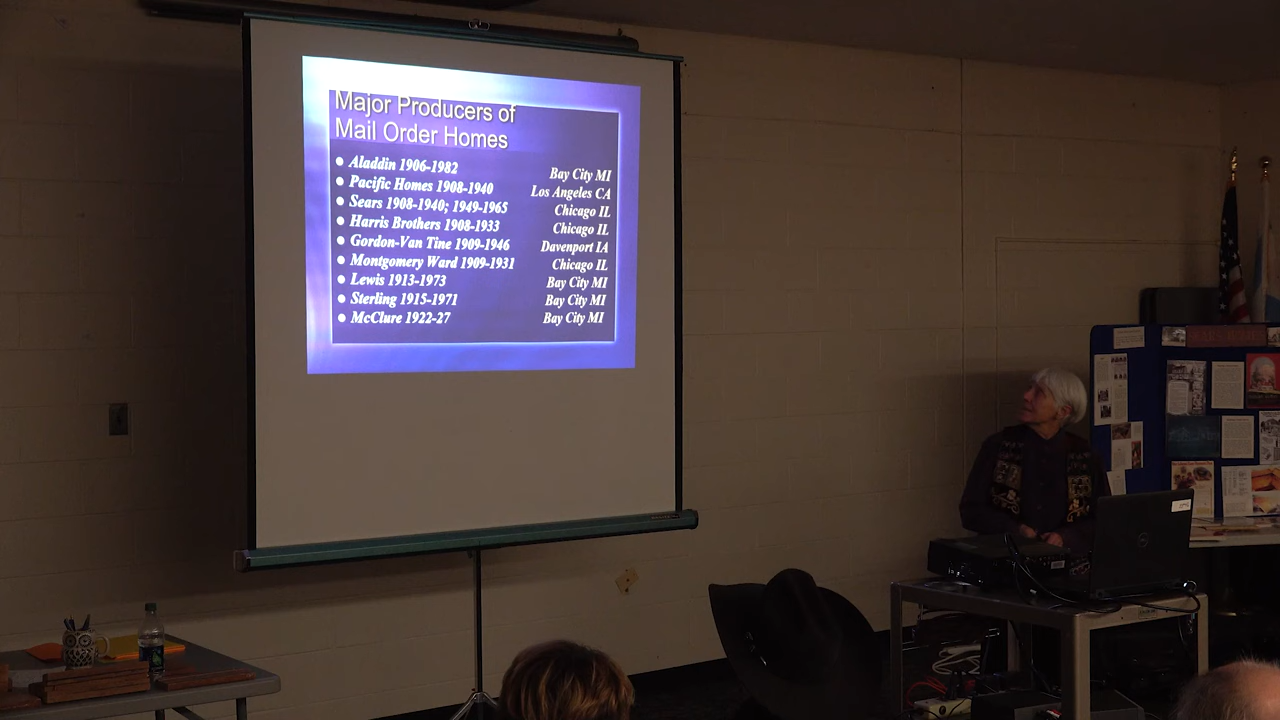 Major Producers of
Mail Order Homes
Aladdin 1906-1982 Bay City MI
Pacific Homes 1908-1940 Los Angeles CA
Sears 1908-1940; 1949-1965 Chicago IL
Harris Brothers 1908-1933 Chicago IL
Gordon-Van Tine 1909-1946 Davenport IA
Montgomery Ward 1909-1931 Chicago IL
Lewis 1913-1973 Bay City MI
Sterling 1915-1971 Bay City MI
McClure 1922-27 Bay City MI